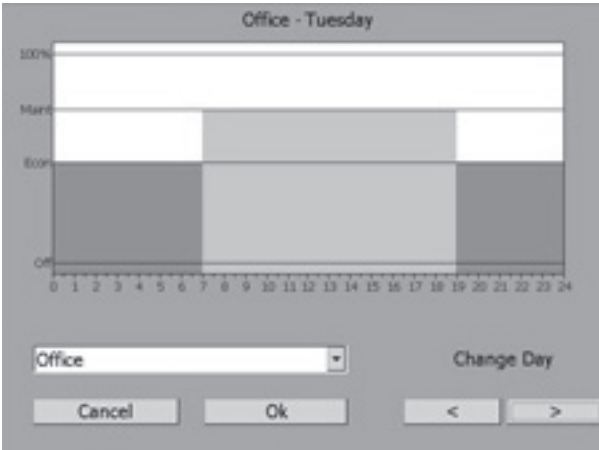 Office - Tuesday
100%
Maint
Econ
Off
0 1 2 3 4 5 6 7 8 9 10 11 12 13 14 15 16 17 18 19 20 21 22 23 24
Office
Change Day
Cancel
Ok
<
>